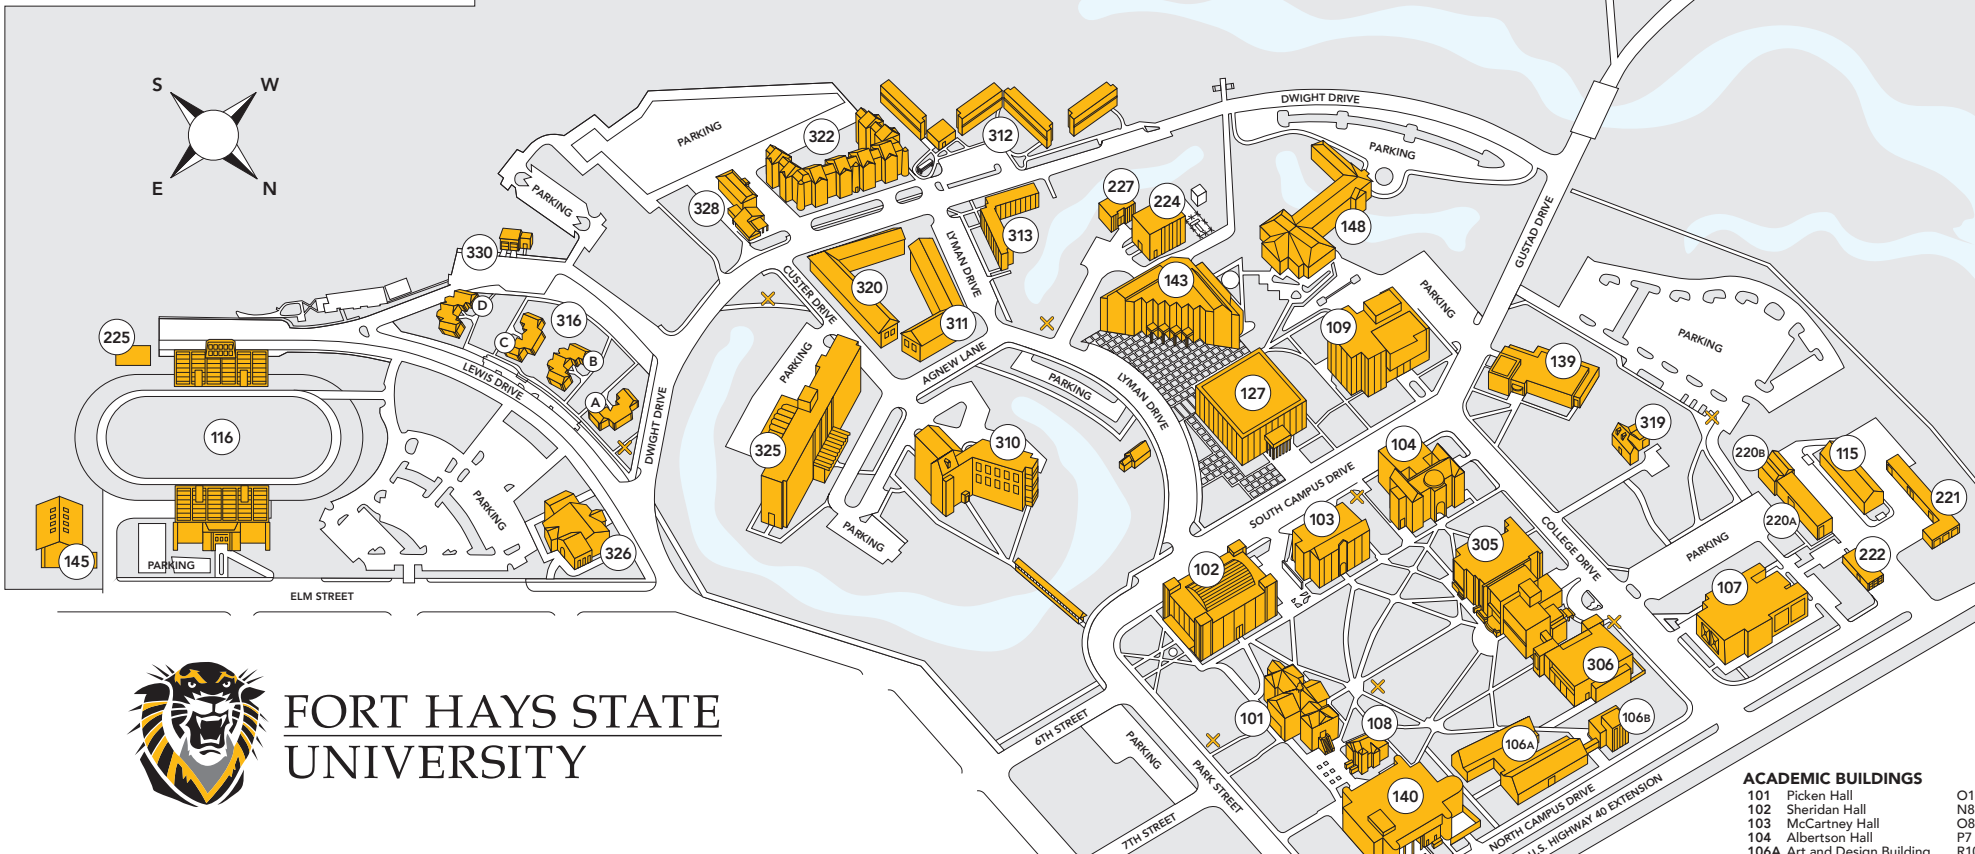 S
W
E
N
DWIGHT DRIVE
PARKING
322
312
PARKING
PARKING
227
224
328
148
313
330
GUSTAD DRIVE
LYMAN DRIVE
CUSTER DRIVE
320
143
PARKING
D
316
225
C
B
311
109
PARKING
LEWIS DRIVE
PARKING
AGNEW LANE
139
PARKING
LYMAN DRIVE
127
A
DWIGHT DRIVE
116
319
325
310
104
220B
115
SOUTH CAMPUS DRIVE
221
PARKING
103
220A
COLLEGE DRIVE
PARKING
305
PARKING
326
222
145
PARKING
102
107
ELM STREET
306
101
108
106B
6TH STREET
PARKING
106A
FORT HAYS STATE
UNIVERSITY
PARK STREET
140
7TH STREET
NORTH CAMPUS DRIVE
U.S. HIGHWAY 40 EXTENSION
ACADEMIC BUILDINGS
101 Picken Hall O1
102 Sheridan Hall N8
103 McCartney Hall O8
104 Albertson Hall P7
106A Art and Design Building R10